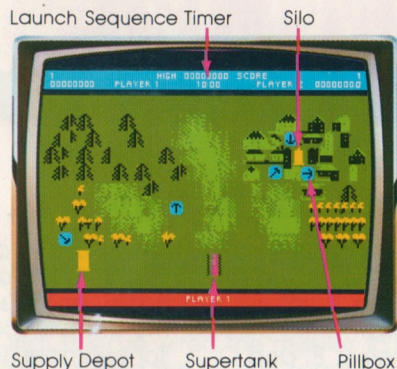 Launch Sequence Timer Silo
1 HIGH 00000000 SCORE 1
00000000 PLAYER 1 10:00 PLAYER 2 00000000
PLAYER 1
Supply Depot Supertank Pillbox